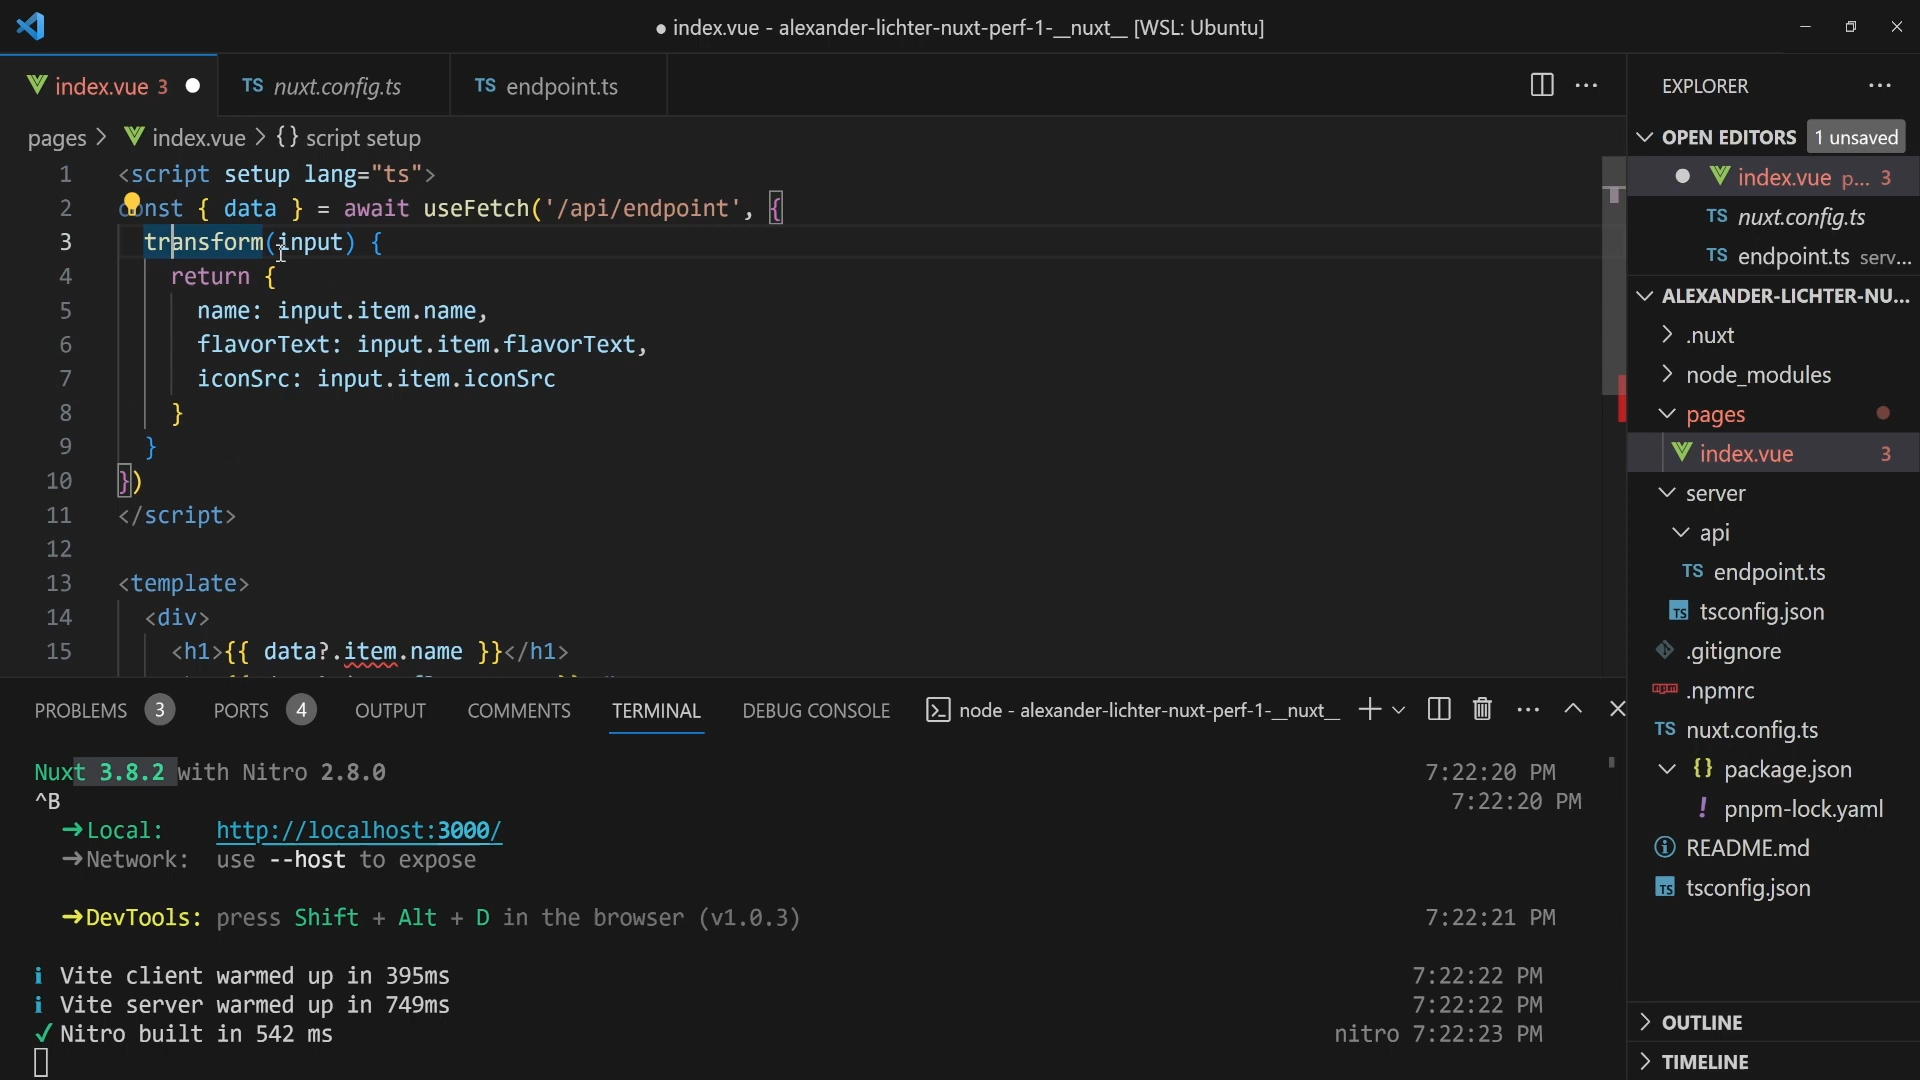 index.vue - alexander-lichter-nuxt-perf-1-__nuxt__ [WSL: Ubuntu]
index.vue 3
TS nuxt.config.ts
TS endpoint.ts
pages > index.vue > {} script setup
1 <script setup lang="ts">
2 const { data } = await useFetch('/api/endpoint', {
3 transform(input) {
4 return {
5 name: input.item.name,
6 flavorText: input.item.flavorText,
7 iconSrc: input.item.iconSrc
8 }
9 }
10 })
11 </script>
12
13 <template>
14 <div>
15 <h1>{{ data?.item.name }}</h1>
EXPLORER
OPEN EDITORS 1 unsaved
index.vue p... 3
TS nuxt.config.ts
TS endpoint.ts serv...
ALEXANDER-LICHTER-NU...
.nuxt
node_modules
pages
index.vue 3
server
api
TS endpoint.ts
TS tsconfig.json
.gitignore
.npmrc
TS nuxt.config.ts
{} package.json
! pnpm-lock.yaml
README.md
TS tsconfig.json
OUTLINE
TIMELINE
PROBLEMS 3 PORTS 4 OUTPUT COMMENTS TERMINAL DEBUG CONSOLE node - alexander-lichter-nuxt-perf-1-__nuxt__
Nuxt 3.8.2 with Nitro 2.8.0 7:22:20 PM
^B 7:22:20 PM
➜ Local: http://localhost:3000/
➜ Network: use --host to expose
➜ DevTools: press Shift + Alt + D in the browser (v1.0.3) 7:22:21 PM
i Vite client warmed up in 395ms 7:22:22 PM
i Vite server warmed up in 749ms 7:22:22 PM
✓ Nitro built in 542 ms nitro 7:22:23 PM